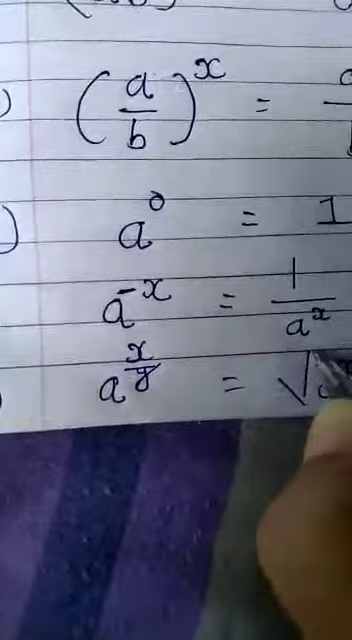 ) (a/b)^x =
) a^0 = 1
a^-x = 1/a^x
) a^x/y = √